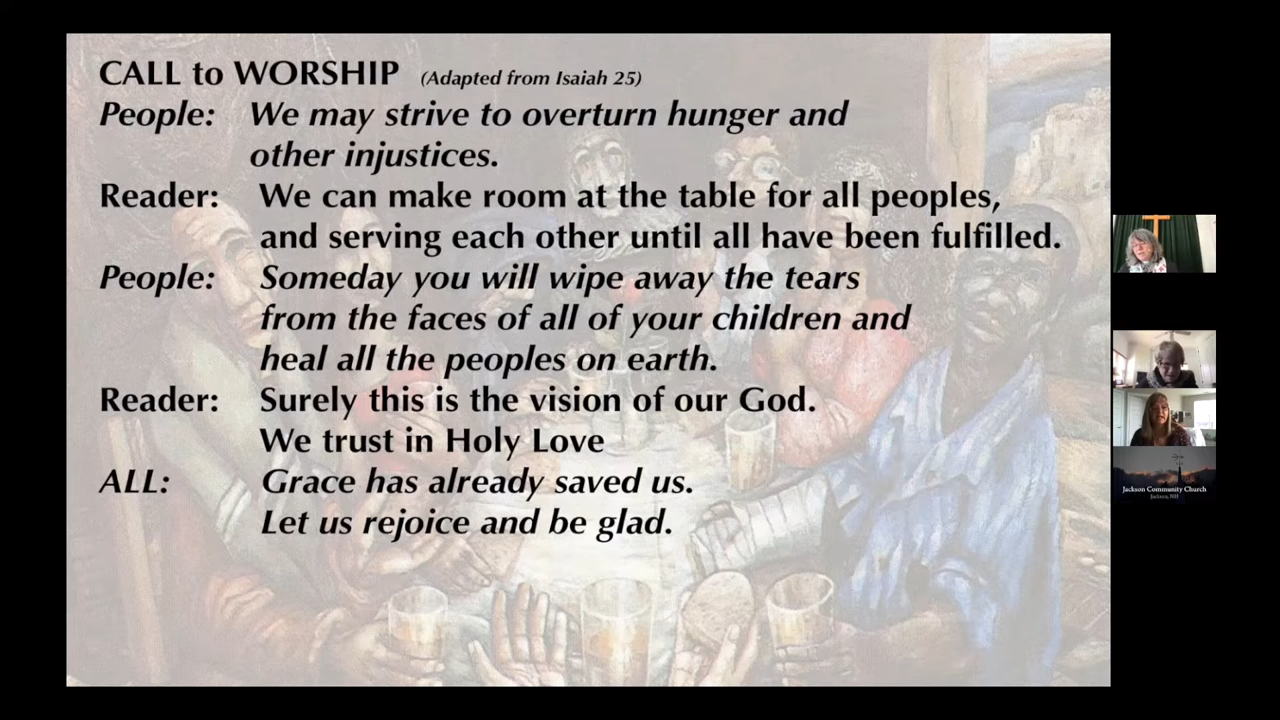 CALL to WORSHIP (Adapted from Isaiah 25)
People: We may strive to overturn hunger and
other injustices.
Reader: We can make room at the table for all peoples,
and serving each other until all have been fulfilled.
People: Someday you will wipe away the tears
from the faces of all of your children and
heal all the peoples on earth.
Reader: Surely this is the vision of our God.
We trust in Holy Love
ALL: Grace has already saved us.
Let us rejoice and be glad.
Jackson Community Church
Jackson, NH